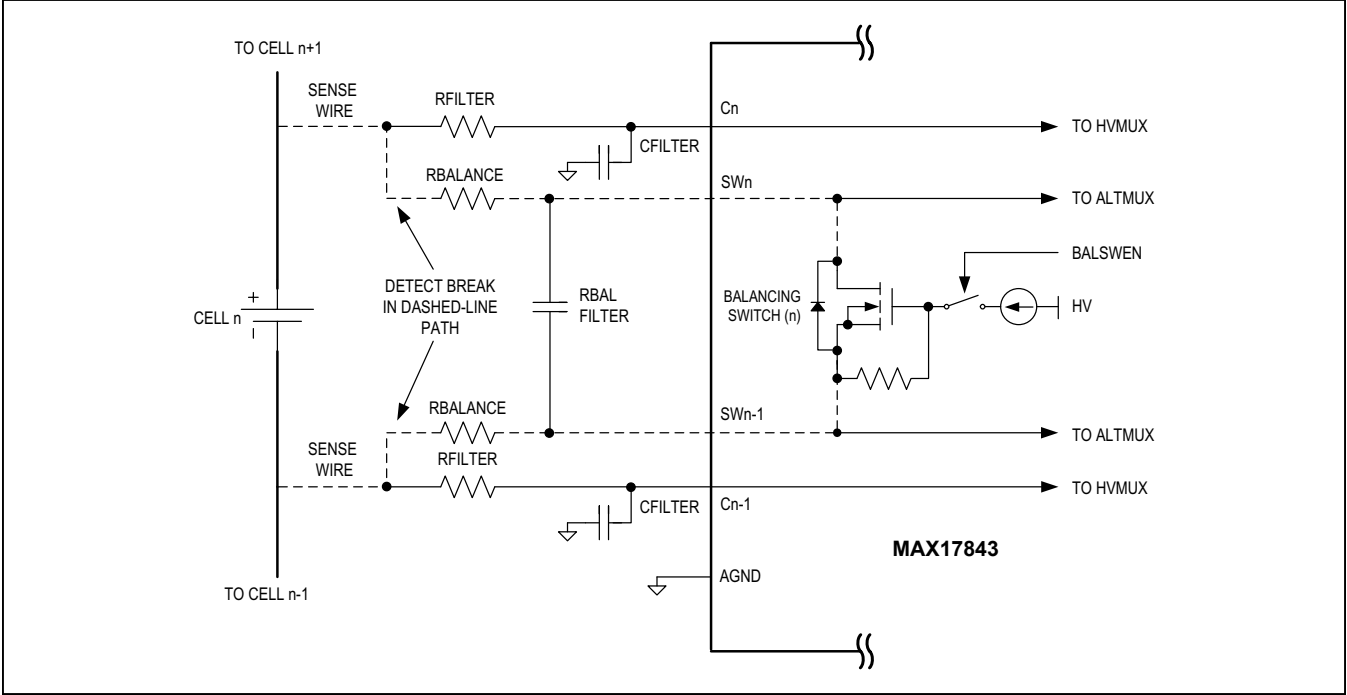 TO CELL n+1
SENSE
WIRE
RFILTER
Cn
TO HVMUX
CFILTER
RBALANCE
SWn
TO ALTMUX
BALSWEN
DETECT BREAK
IN DASHED-LINE
PATH
RBAL
FILTER
BALANCING
SWITCH (n)
HV
+
CELL n
–
RBALANCE
SWn-1
TO ALTMUX
SENSE
WIRE
RFILTER
TO HVMUX
CFILTER
Cn-1
MAX17843
AGND
TO CELL n-1